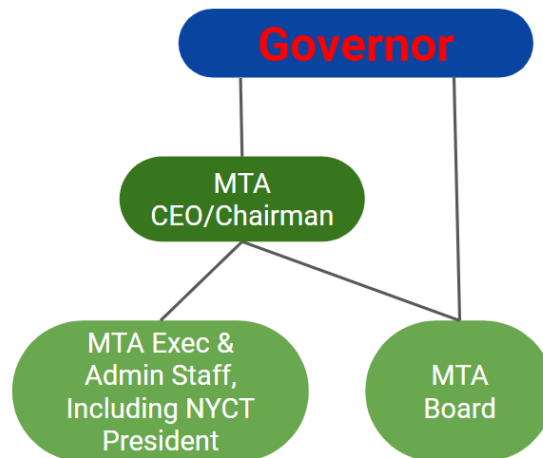 Governor
MTA
CEO/Chairman
MTA Exec &
Admin Staff,
Including NYCT
President
MTA
Board